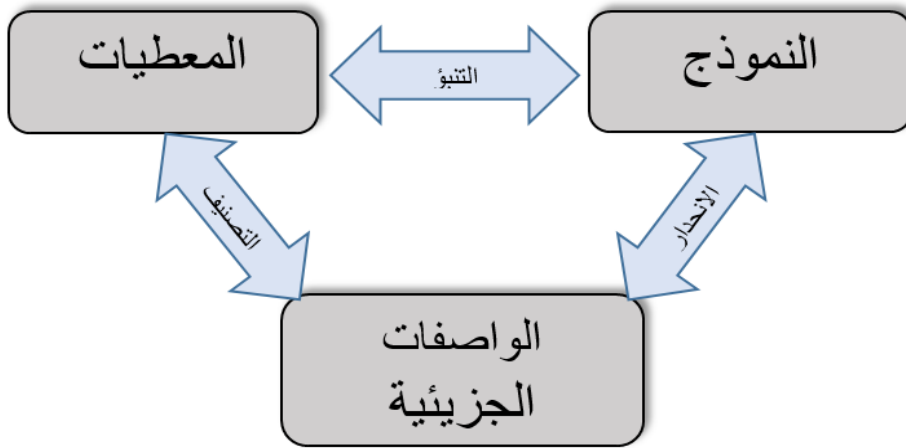 النموذج
التنبؤ
المعطيات
الانحدار
التصنيف
الواصفات
الجزيئية